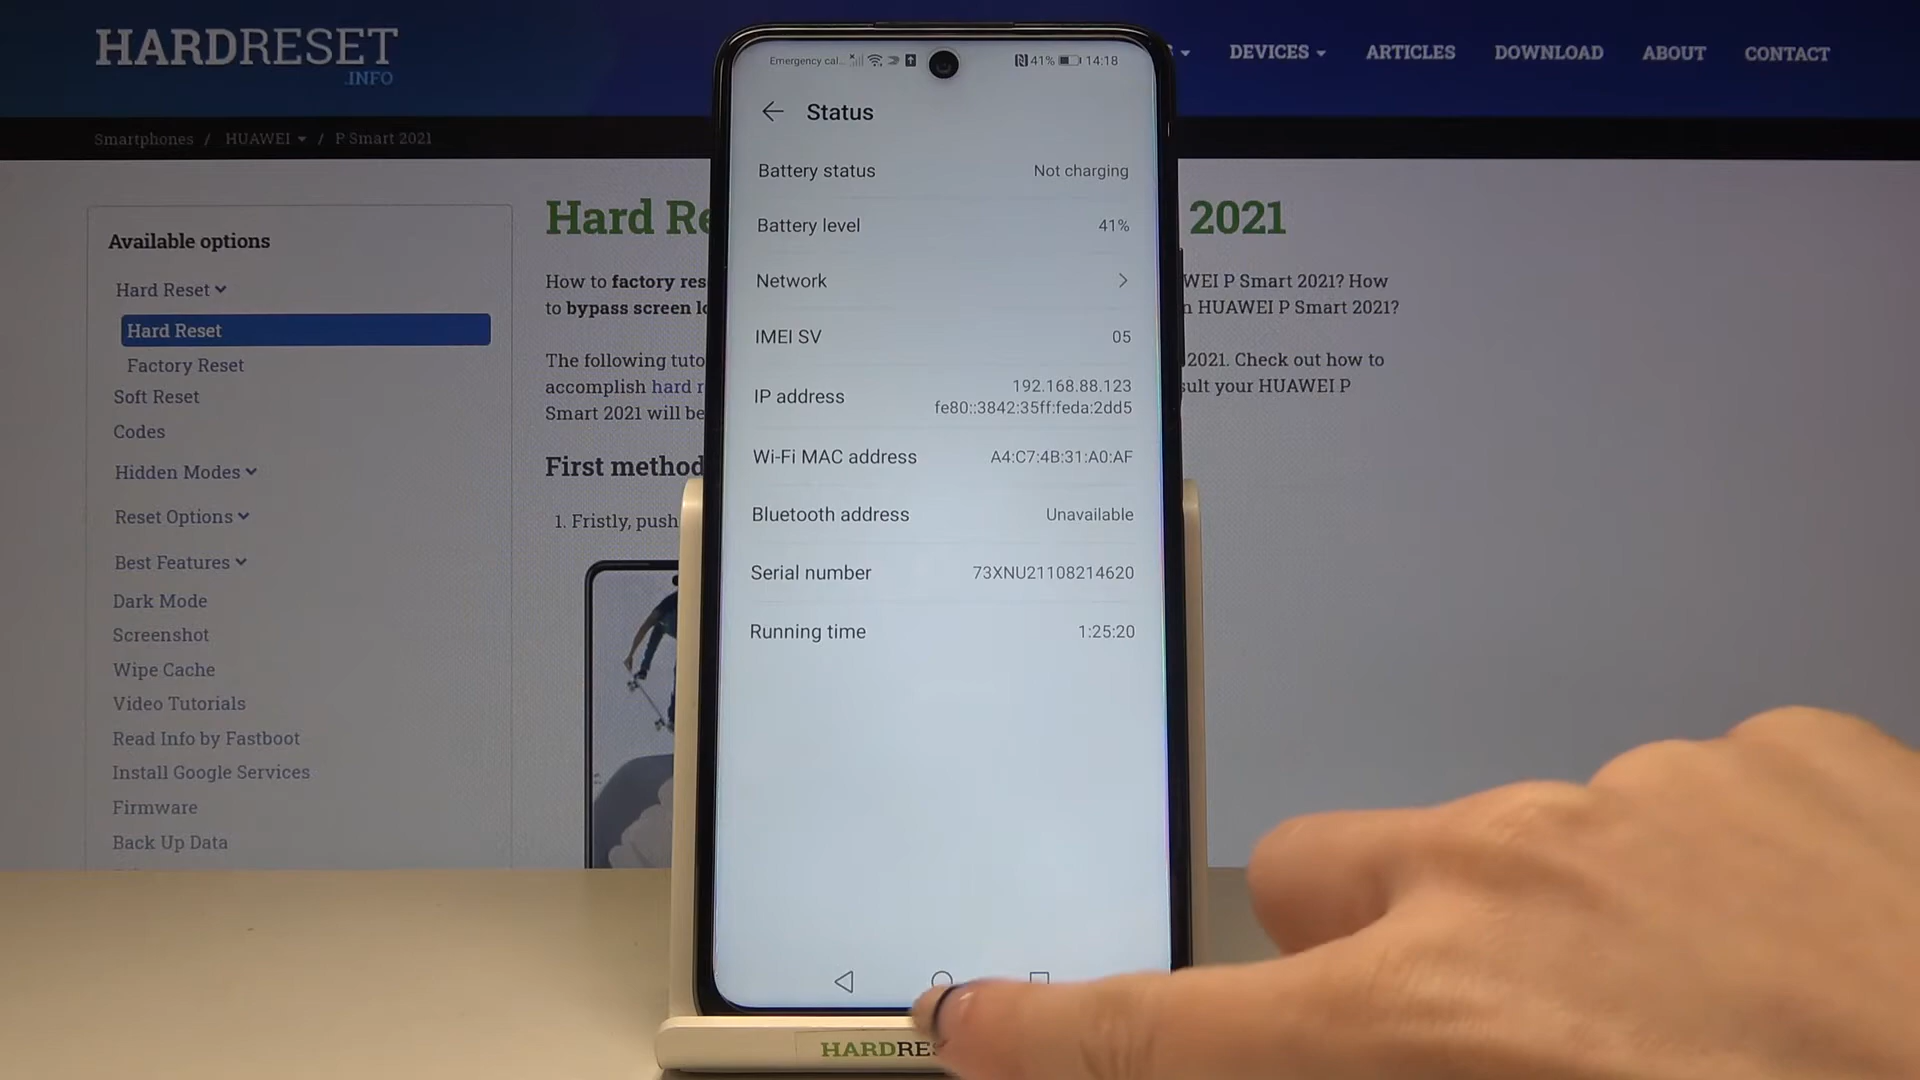 HARDRESET
.INFO
DEVICES
ARTICLES
DOWNLOAD
ABOUT
CONTACT
Smartphones / HUAWEI / P Smart 2021
Available options
Hard Reset
Hard Reset
Factory Reset
Soft Reset
Codes
Hidden Modes
Reset Options
Best Features
Dark Mode
Screenshot
Wipe Cache
Video Tutorials
Read Info by Fastboot
Install Google Services
Firmware
Back Up Data
Hard Re
2021
How to factory res
WEI P Smart 2021? How
to bypass screen lo
n HUAWEI P Smart 2021?
The following tuto
2021. Check out how to
accomplish hard r
sult your HUAWEI P
Smart 2021 will be
First method
1. Fristly, push
Emergency cal...
41% 14:18
Status
Battery status Not charging
Battery level 41%
Network
IMEI SV 05
IP address 192.168.88.123
fe80::3842:35ff:feda:2dd5
Wi-Fi MAC address A4:C7:4B:31:A0:AF
Bluetooth address Unavailable
Serial number 73XNU21108214620
Running time 1:25:20
HARDRES